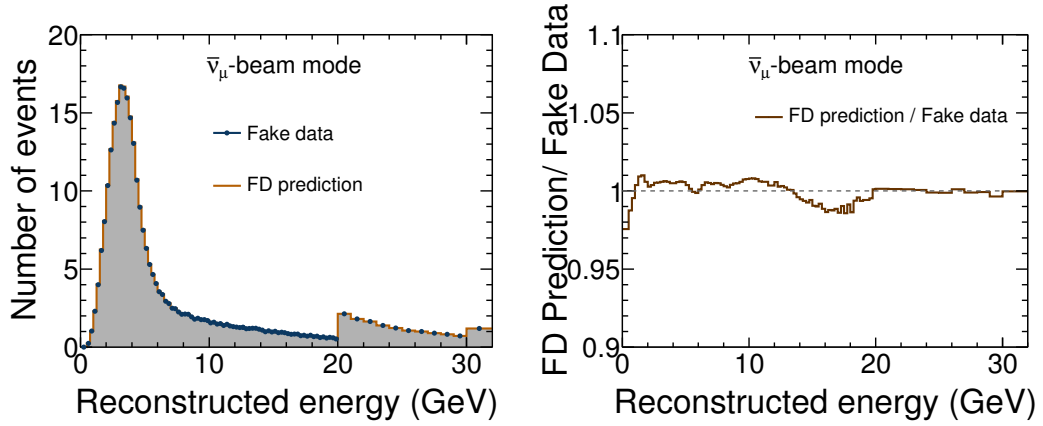 20
15
10
5
0
0 10 20 30
Number of events
Reconstructed energy (GeV)
ν̅μ-beam mode
Fake data
FD prediction
1.1
1.05
1
0.95
0.9
0 10 20 30
FD Prediction/ Fake Data
Reconstructed energy (GeV)
ν̅μ-beam mode
FD prediction / Fake data